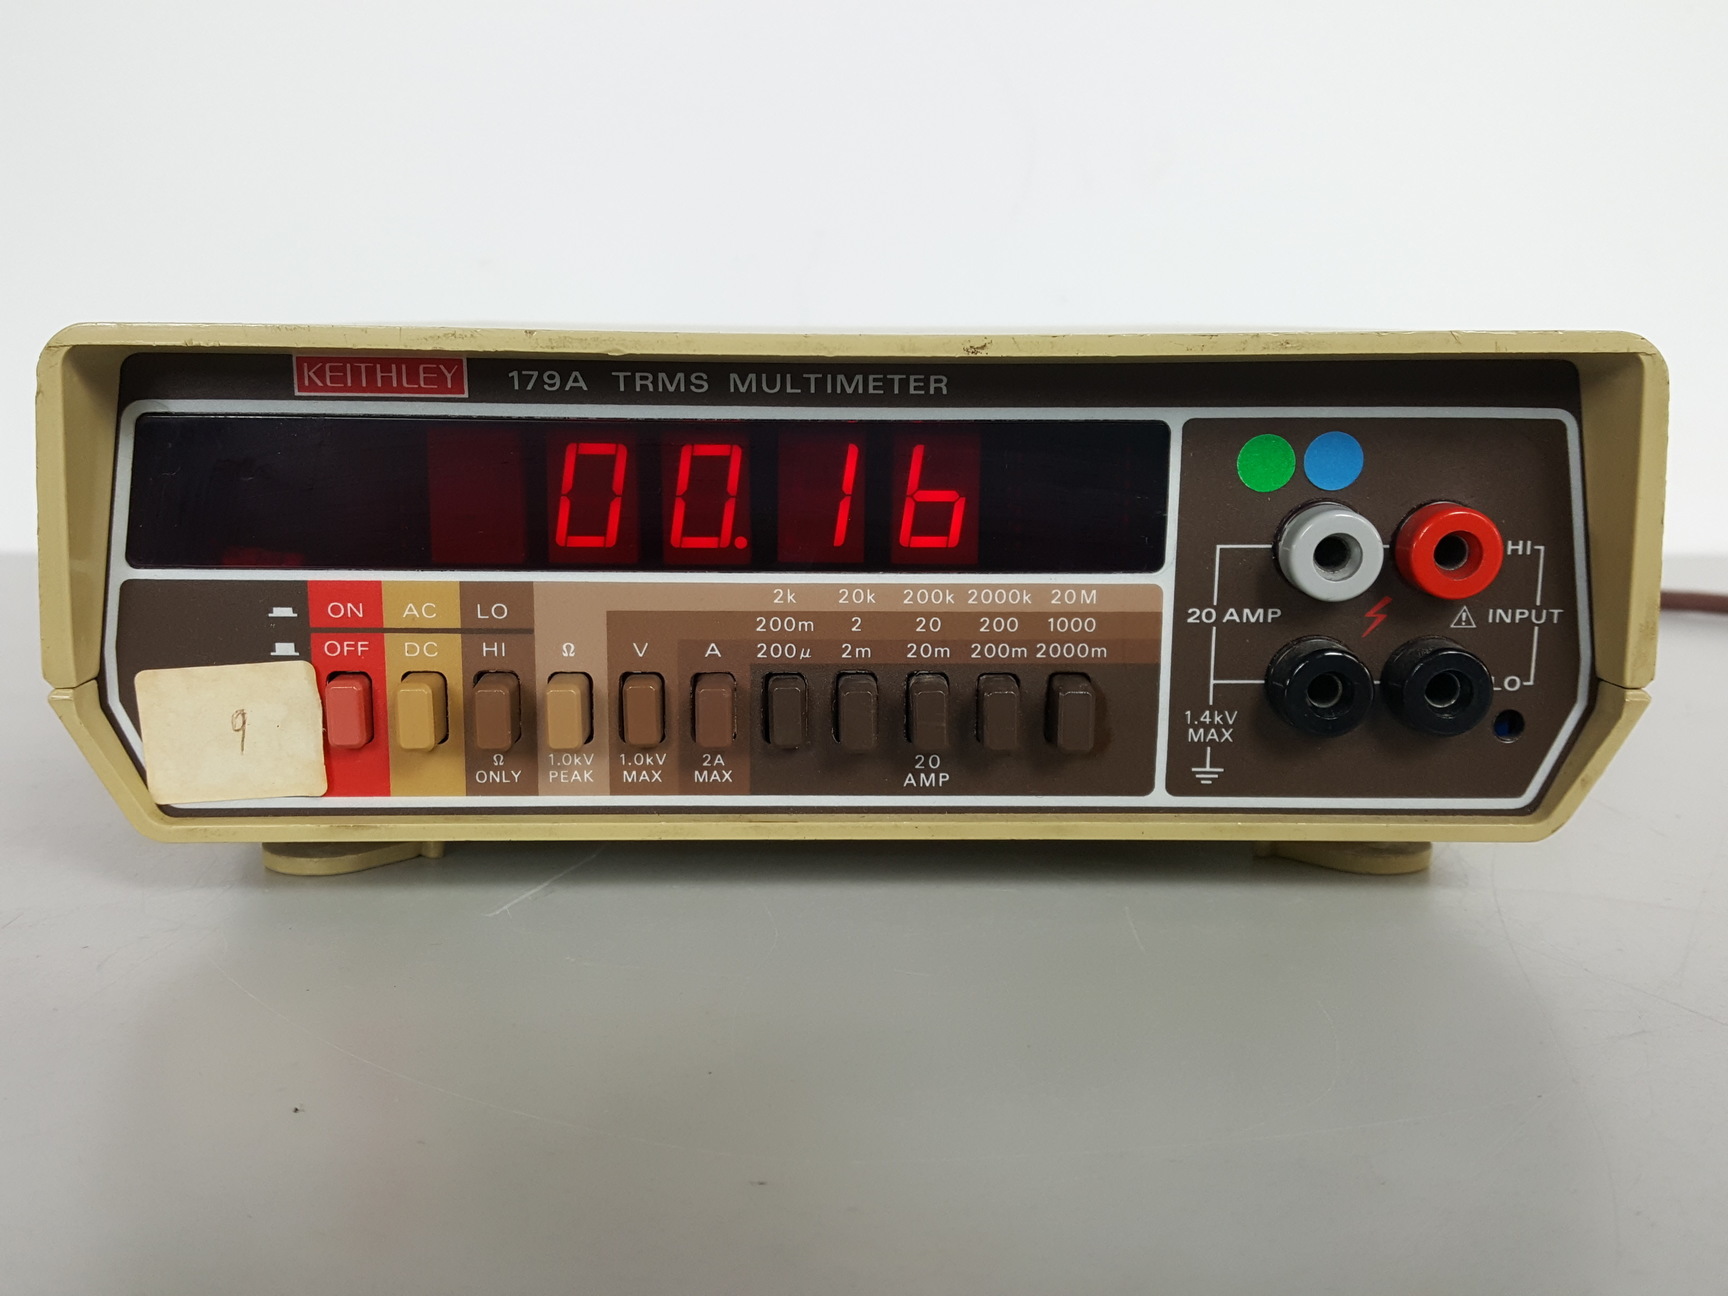 KEITHLEY 179A TRMS MULTIMETER
00.16
ON AC LO
OFF DC HI Ω V A
2k 20k 200k 2000k 20M
200m 2 20 200 1000
200µ 2m 20m 200m 2000m
Ω ONLY
1.0kV PEAK
1.0kV MAX
2A MAX
20 AMP
9
HI
20 AMP
INPUT
LO
1.4kV
MAX